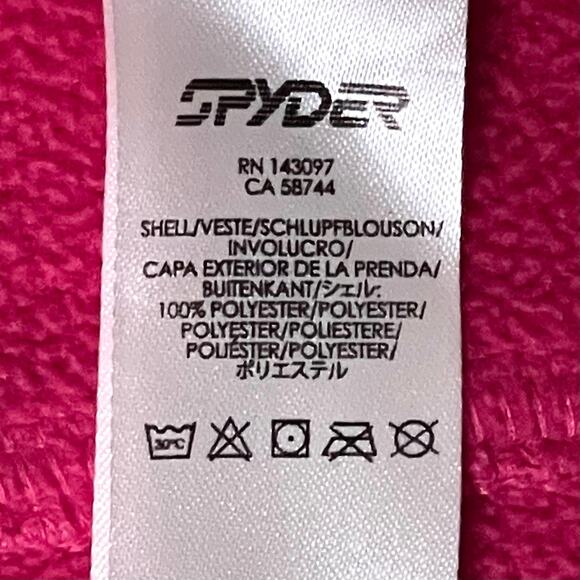 SPYDER
RN 143097
CA 58744
SHELL/VESTE/SCHLUPFBLOUSON/
INVOLUCRO/
CAPA EXTERIOR DE LA PRENDA/
BUITENKANT/シェル:
100% POLYESTER/POLYESTER/
POLYESTER/POLIESTERE/
POLIÉSTER/POLYESTER/
ポリエステル
30°C